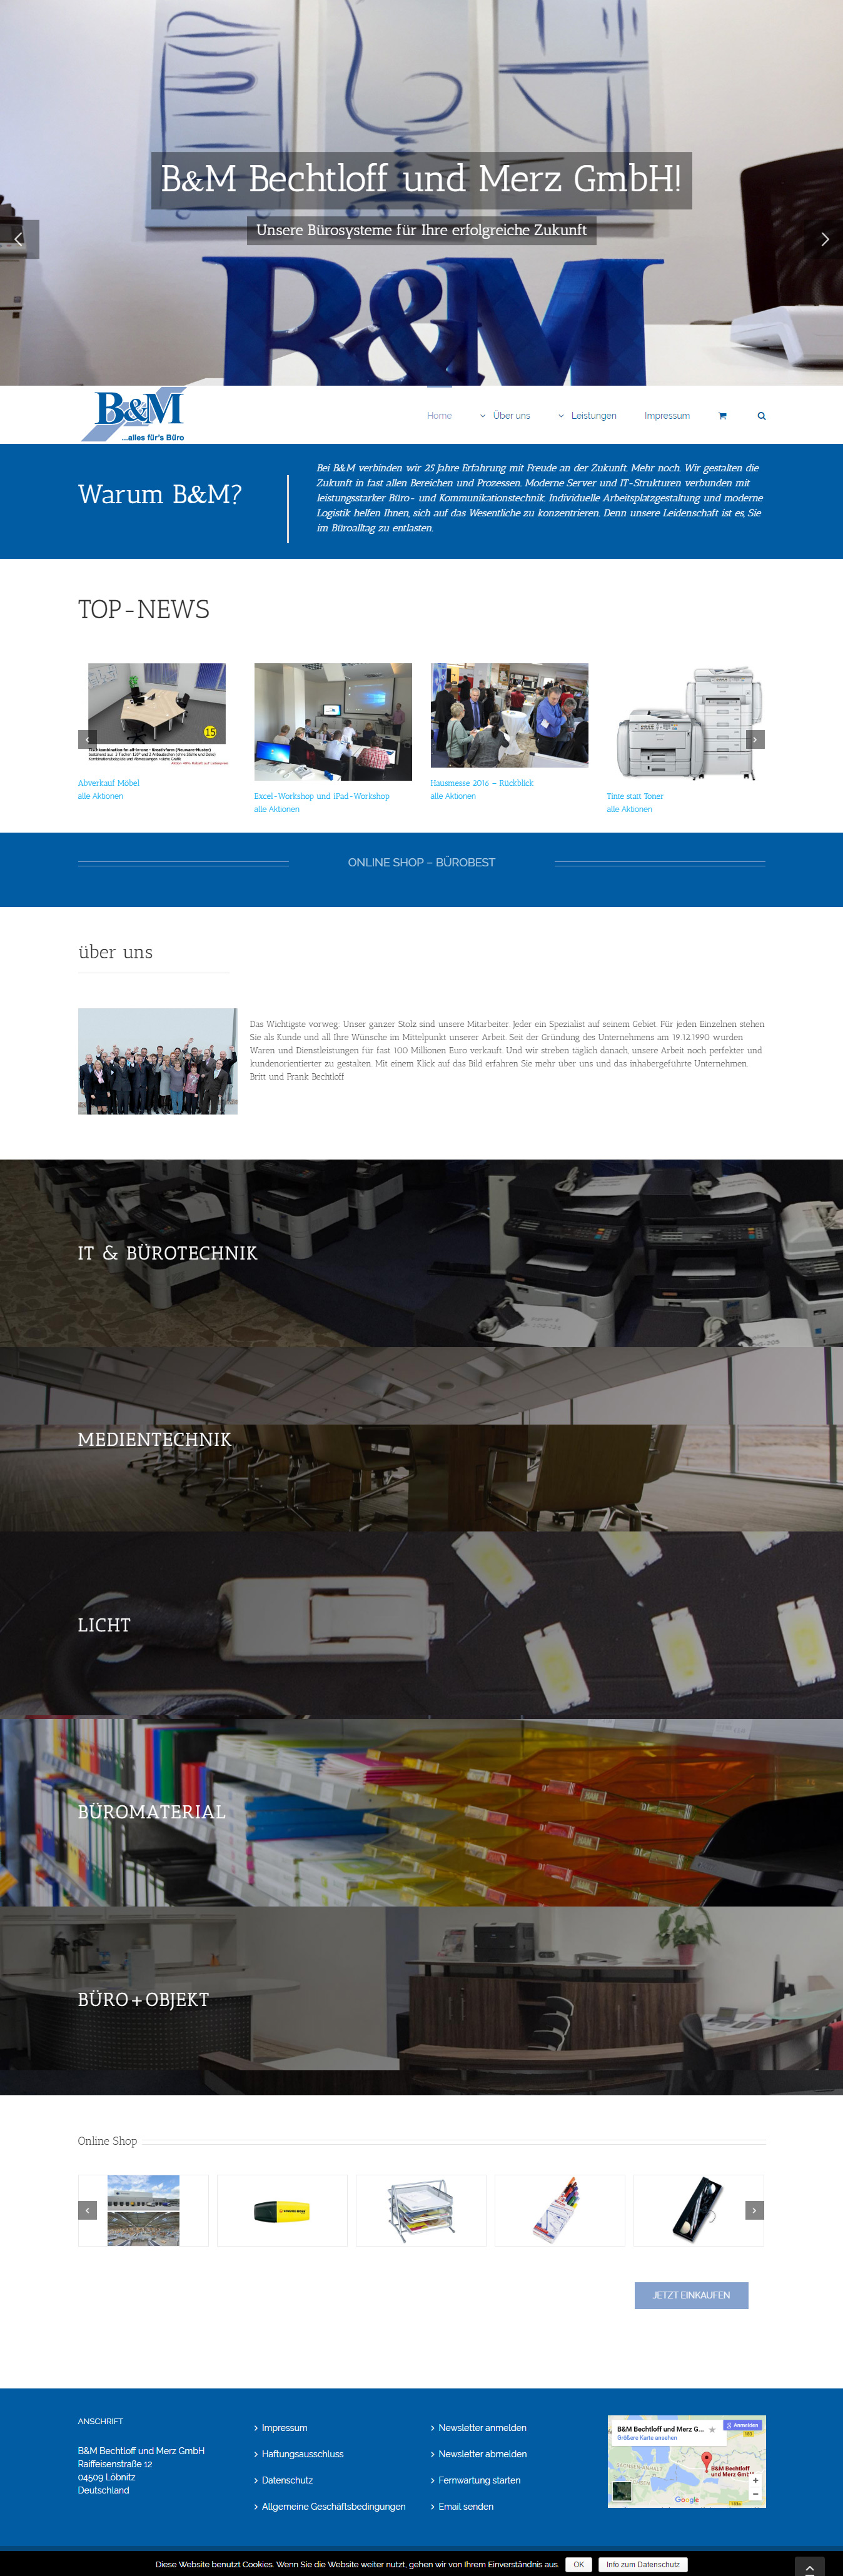 B&M Bechtloff und Merz GmbH!
Unsere Bürosysteme für Ihre erfolgreiche Zukunft
B&M
B&M
...alles für's Büro
Home
Über uns
Leistungen
Impressum
Warum B&M?
Bei B&M verbinden wir 25 Jahre Erfahrung mit Freude an der Zukunft. Mehr noch. Wir gestalten die
Zukunft in fast allen Bereichen und Prozessen. Moderne Server und IT-Strukturen verbunden mit
leistungsstarker Büro- und Kommunikationstechnik. Individuelle Arbeitsplatzgestaltung und moderne
Logistik helfen Ihnen, sich auf das Wesentliche zu konzentrieren. Denn unsere Leidenschaft ist es, Sie
im Büroalltag zu entlasten.
TOP-NEWS
15
Abverkauf Möbel
alle Aktionen
Excel-Workshop und iPad-Workshop
alle Aktionen
Hausmesse 2016 – Rückblick
alle Aktionen
Tinte statt Toner
alle Aktionen
ONLINE SHOP – BÜROBEST
über uns
Das Wichtigste vorweg: Unser ganzer Stolz sind unsere Mitarbeiter. Jeder ein Spezialist auf seinem Gebiet. Für jeden Einzelnen stehen
Sie als Kunde und all Ihre Wünsche im Mittelpunkt unserer Arbeit. Seit der Gründung des Unternehmens am 19.12.1990 wurden
Waren und Dienstleistungen für fast 100 Millionen Euro verkauft. Und wir streben täglich danach, unsere Arbeit noch perfekter und
kundenorientierter zu gestalten. Mit einem Klick auf das Bild erfahren Sie mehr über uns und das inhabergeführte Unternehmen.
Britt und Frank Bechtloff
IT & BÜROTECHNIK
MEDIENTECHNIK
LICHT
BÜROMATERIAL
BÜRO+OBJEKT
Online Shop
JETZT EINKAUFEN
ANSCHRIFT
B&M Bechtloff und Merz GmbH
Raiffeisenstraße 12
04509 Löbnitz
Deutschland
Impressum
Haftungsausschluss
Datenschutz
Allgemeine Geschäftsbedingungen
Newsletter anmelden
Newsletter abmelden
Fernwartung starten
Email senden
B&M Bechtloff und Merz G...
Anmelden
Größere Karte ansehen
SACHSEN-ANHALT
B&M Bechtloff
und Merz GmbH
Google
Diese Website benutzt Cookies. Wenn Sie die Website weiter nutzt, gehen wir von Ihrem Einverständnis aus.
OK
Info zum Datenschutz